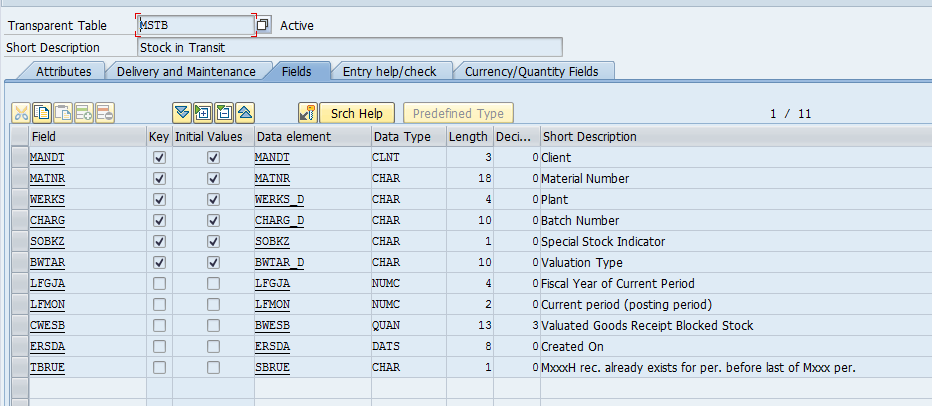 Transparent Table MSTB Active
Short Description Stock in Transit
Attributes Delivery and Maintenance Fields Entry help/check Currency/Quantity Fields
Srch Help Predefined Type 1 / 11
Field Key Initial Values Data element Data Type Length Deci... Short Description
MANDT MANDT CLNT 3 0 Client
MATNR MATNR CHAR 18 0 Material Number
WERKS WERKS_D CHAR 4 0 Plant
CHARG CHARG_D CHAR 10 0 Batch Number
SOBKZ SOBKZ CHAR 1 0 Special Stock Indicator
BWTAR BWTAR_D CHAR 10 0 Valuation Type
LFGJA LFGJA NUMC 4 0 Fiscal Year of Current Period
LFMON LFMON NUMC 2 0 Current period (posting period)
CWESB BWESB QUAN 13 3 Valuated Goods Receipt Blocked Stock
ERSDA ERSDA DATS 8 0 Created On
TBRUE SBRUE CHAR 1 0 MxxxH rec. already exists for per. before last of Mxxx per.